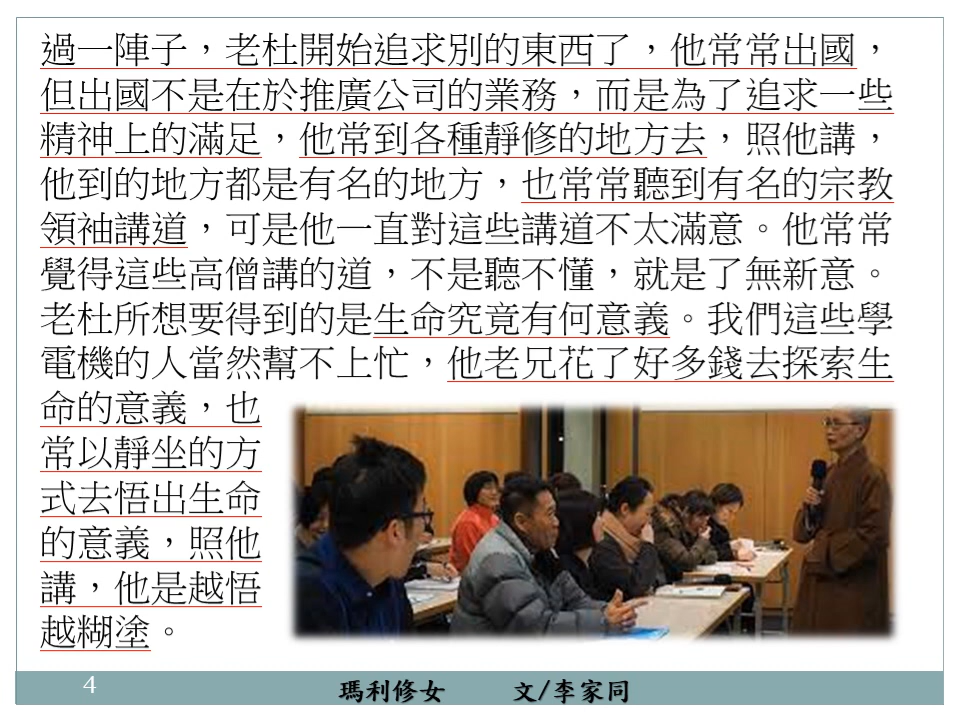 過一陣子，老杜開始追求別的東西了，他常常出國，
但出國不是在於推廣公司的業務，而是為了追求一些
精神上的滿足，他常到各種靜修的地方去，照他講，
他到的地方都是有名的地方，也常常聽到有名的宗教
領袖講道，可是他一直對這些講道不太滿意。他常常
覺得這些高僧講的道，不是聽不懂，就是了無新意。
老杜所想要得到的是生命究竟有何意義。我們這些學
電機的人當然幫不上忙，他老兄花了好多錢去探索生
命的意義，也
常以靜坐的方
式去悟出生命
的意義，照他
講，他是越悟
越糊塗。
4
瑪利修女 文/李家同